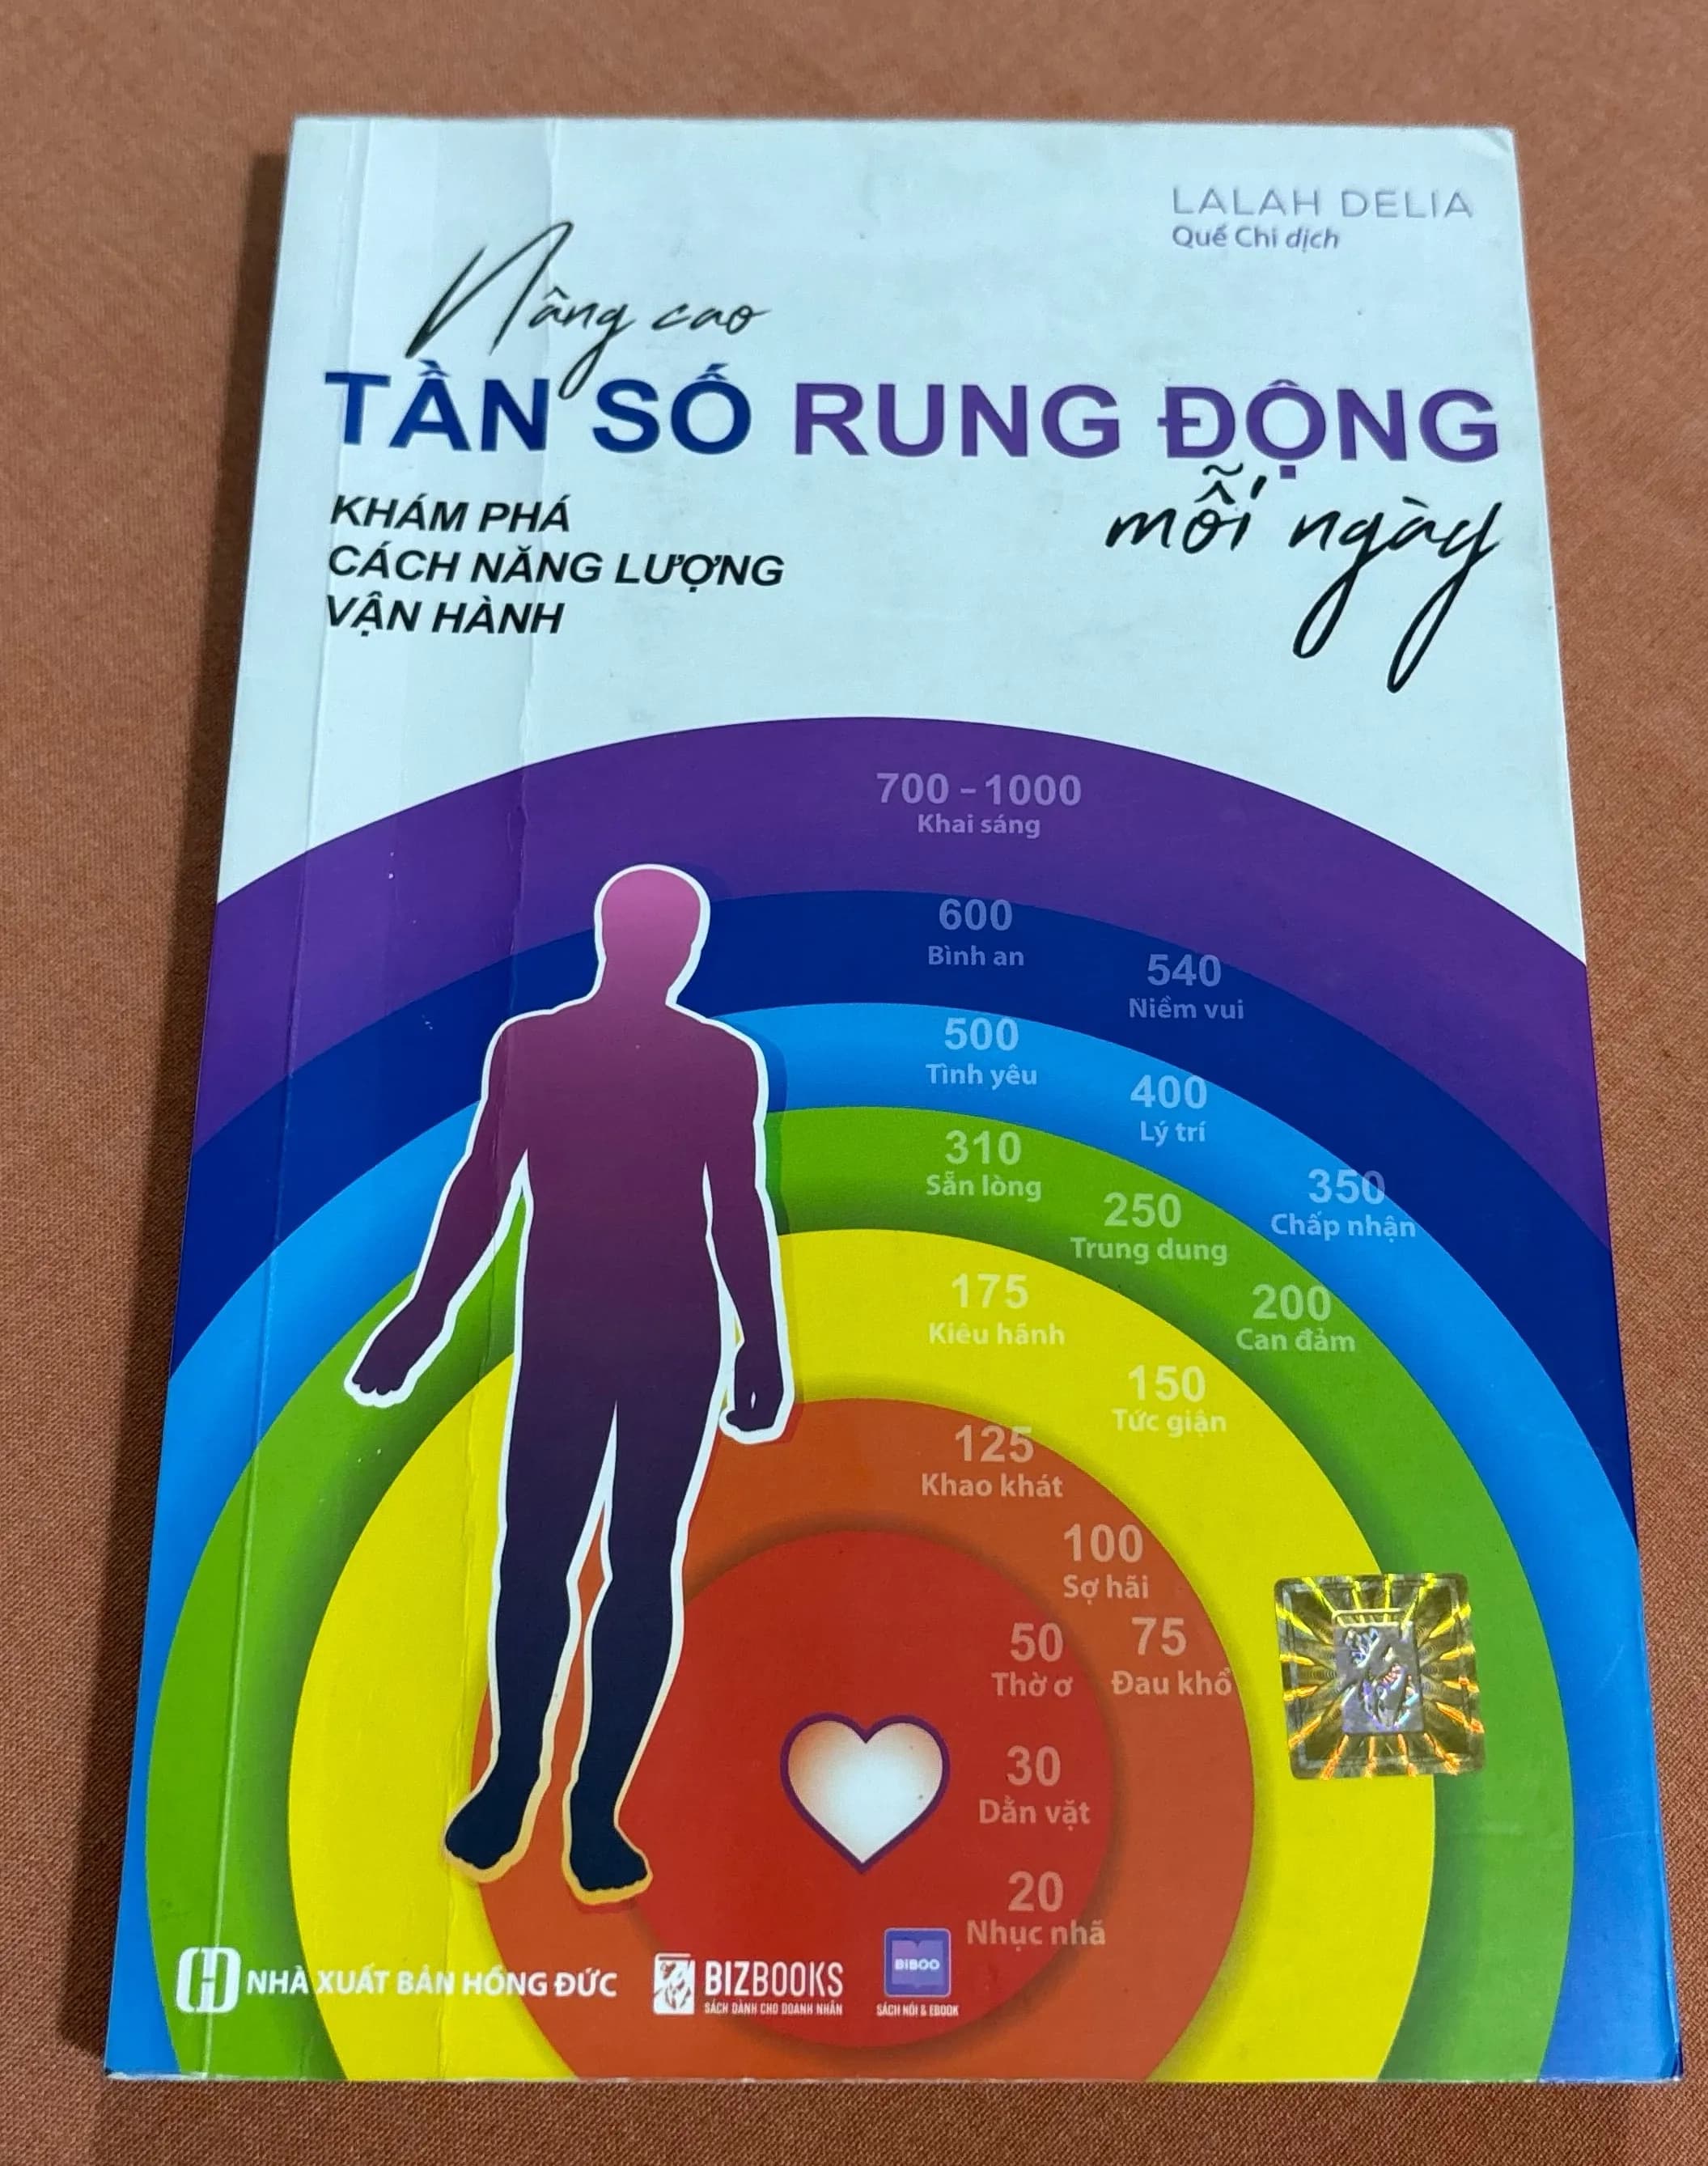 LALAH DELIA
Quế Chi dịch
Nâng cao
TẦN SỐ RUNG ĐỘNG
mỗi ngày
KHÁM PHÁ
CÁCH NĂNG LƯỢNG
VẬN HÀNH
700 - 1000
Khai sáng
600
Bình an
540
Niềm vui
500
Tình yêu
400
Lý trí
350
Chấp nhận
310
Sẵn lòng
250
Trung dung
200
Can đảm
175
Kiêu hãnh
150
Tức giận
125
Khao khát
100
Sợ hãi
75
Đau khổ
50
Thờ ơ
30
Dằn vặt
20
Nhục nhã
NHÀ XUẤT BẢN HỒNG ĐỨC
BIZBOOKS
SÁCH DÀNH CHO DOANH NHÂN
BIBOO
SÁCH NÓI & EBOOK